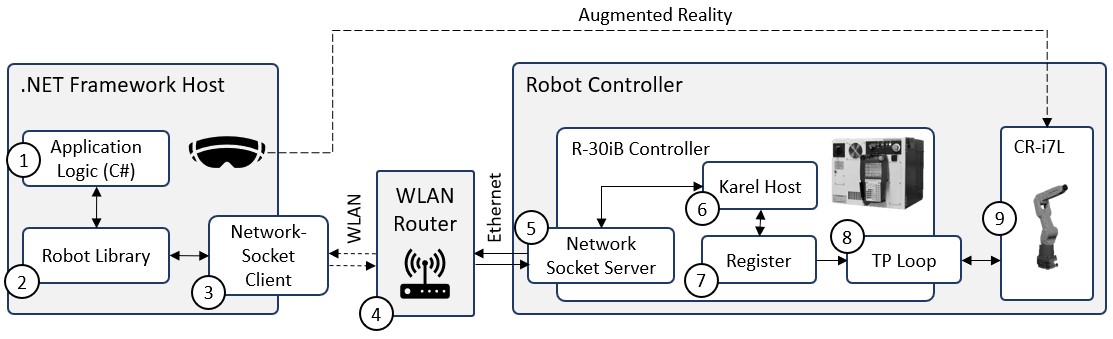 Augmented Reality
.NET Framework Host
1
Application
Logic (C#)
2
Robot Library
3
Network-
Socket
Client
WLAN
4
WLAN
Router
Ethernet
Robot Controller
R-30iB Controller
5
Network
Socket Server
6
Karel Host
7
Register
8
TP Loop
9
CR-i7L